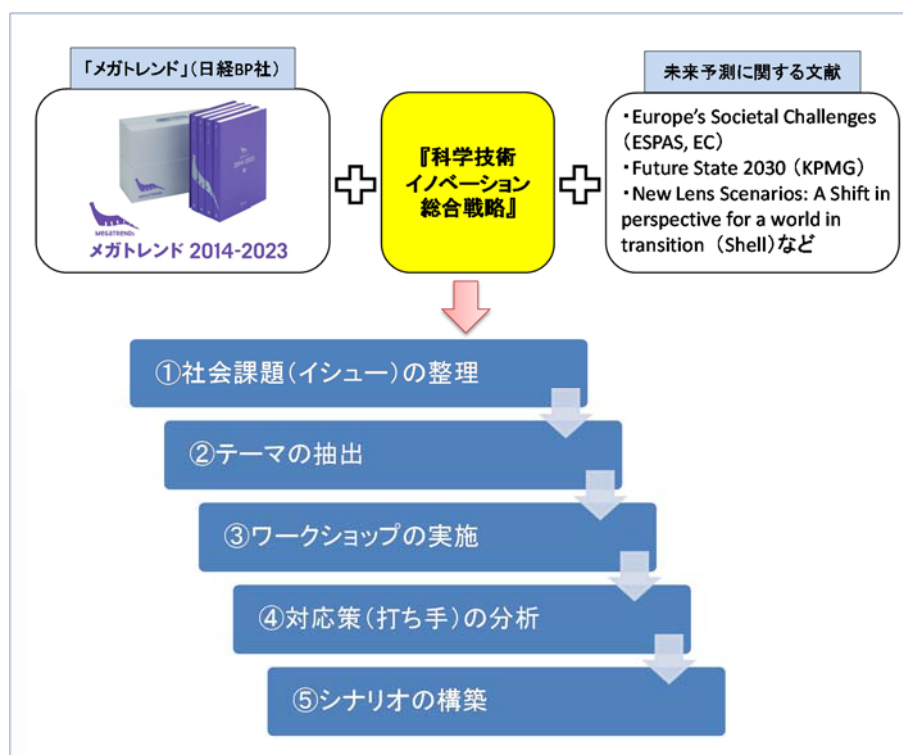 「メガトレンド」(日経BP社)
2014-2023
MEGATRENDS
メガトレンド 2014-2023
『科学技術
イノベーション
総合戦略』
未来予測に関する文献
・Europe's Societal Challenges
(ESPAS, EC)
・Future State 2030 (KPMG)
・New Lens Scenarios: A Shift in
perspective for a world in
transition (Shell)など
①社会課題(イシュー)の整理
②テーマの抽出
③ワークショップの実施
④対応策(打ち手)の分析
⑤シナリオの構築